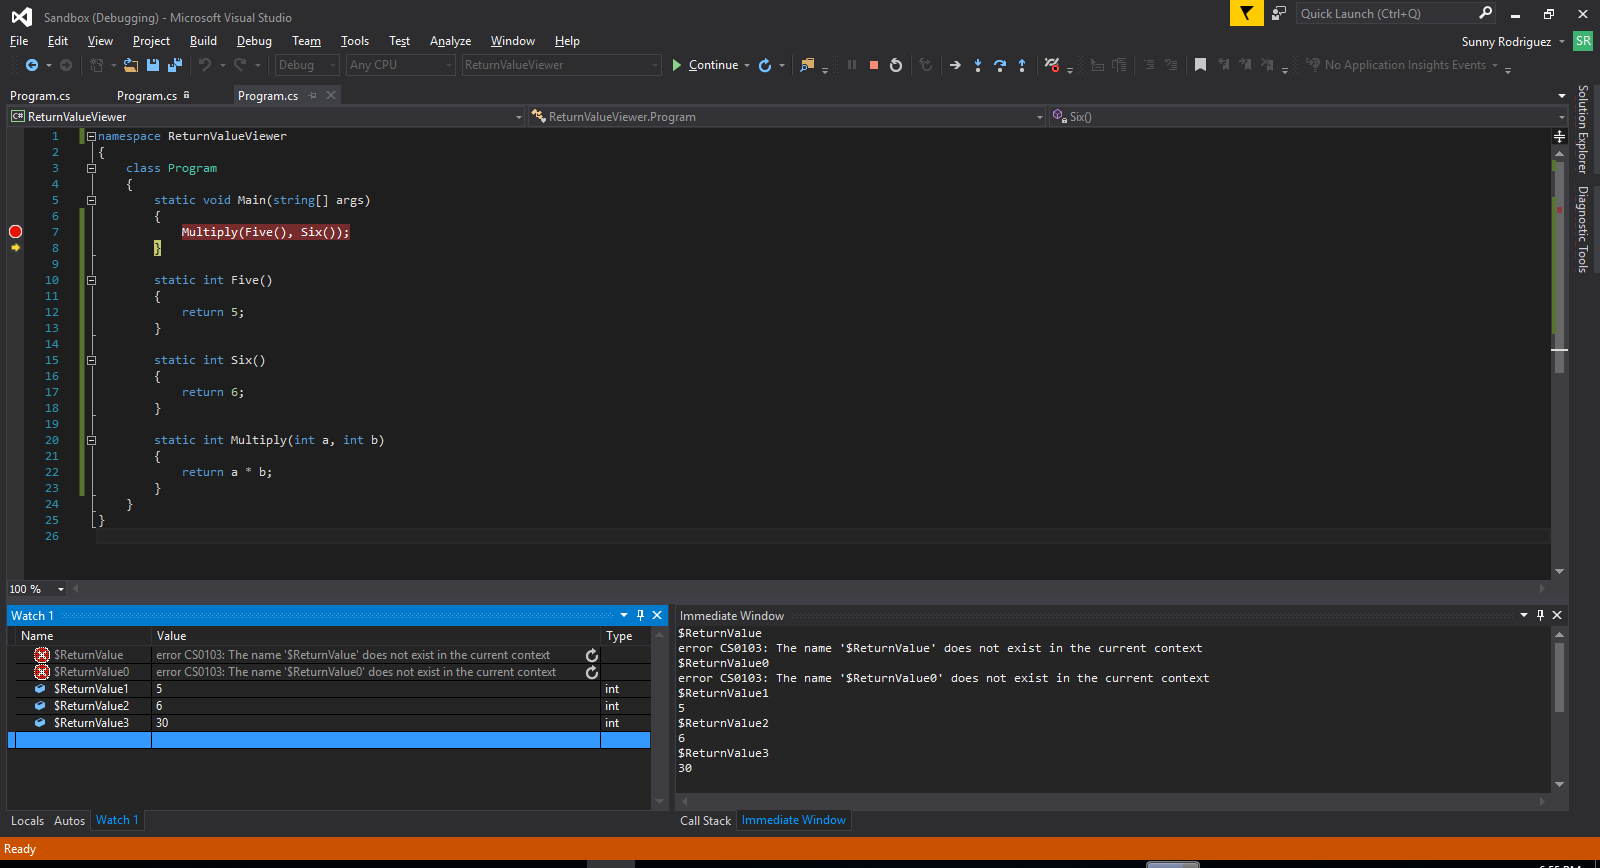 Sandbox (Debugging) - Microsoft Visual Studio
Quick Launch (Ctrl+Q)
File Edit View Project Build Debug Team Tools Test Analyze Window Help
Sunny Rodriguez SR
Debug Any CPU ReturnValueViewer Continue No Application Insights Events
Program.cs Program.cs Program.cs
C# ReturnValueViewer ReturnValueViewer.Program Six()
Solution Explorer
Diagnostic Tools
1 namespace ReturnValueViewer
2 {
3 class Program
4 {
5 static void Main(string[] args)
6 {
7 Multiply(Five(), Six());
8 }
9
10 static int Five()
11 {
12 return 5;
13 }
14
15 static int Six()
16 {
17 return 6;
18 }
19
20 static int Multiply(int a, int b)
21 {
22 return a * b;
23 }
24 }
25 }
26
100 %
Watch 1
Name Value Type
$ReturnValue error CS0103: The name '$ReturnValue' does not exist in the current context
$ReturnValue0 error CS0103: The name '$ReturnValue0' does not exist in the current context
$ReturnValue1 5 int
$ReturnValue2 6 int
$ReturnValue3 30 int
Locals Autos Watch 1
Immediate Window
$ReturnValue
error CS0103: The name '$ReturnValue' does not exist in the current context
$ReturnValue0
error CS0103: The name '$ReturnValue0' does not exist in the current context
$ReturnValue1
5
$ReturnValue2
6
$ReturnValue3
30
Call Stack Immediate Window
Ready